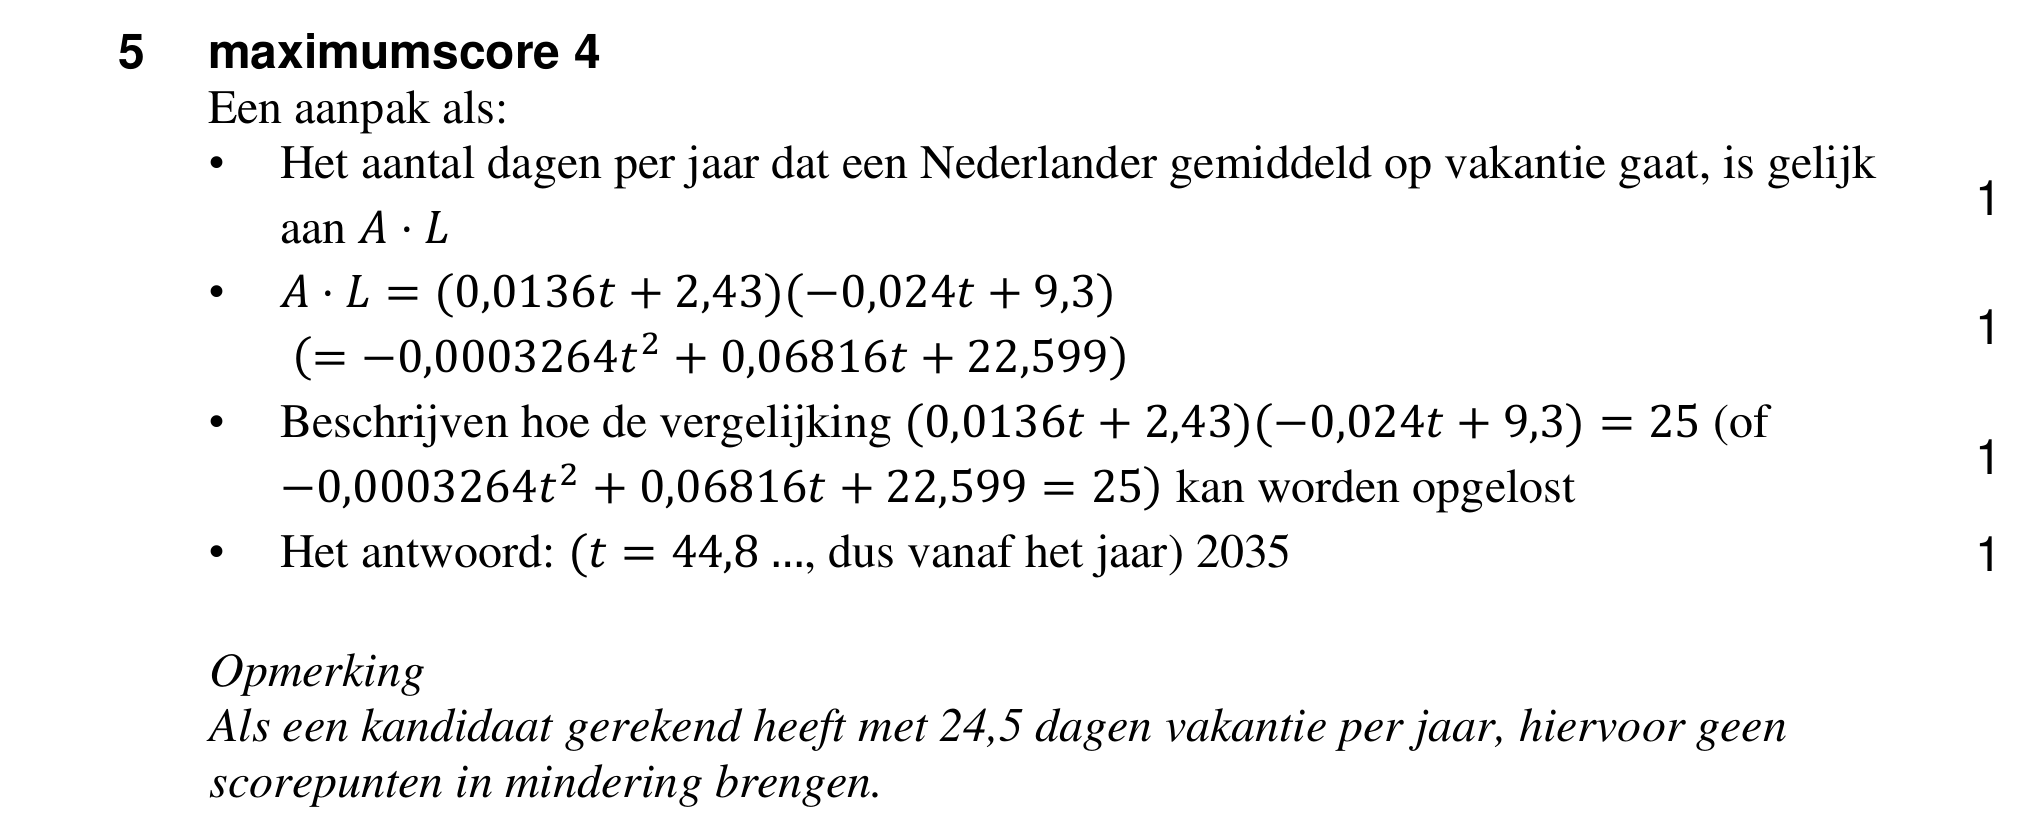 5 maximumscore 4
Een aanpak als:
• Het aantal dagen per jaar dat een Nederlander gemiddeld op vakantie gaat, is gelijk
aan A · L 1
• A · L = (0,0136t + 2,43)(−0,024t + 9,3)
(= −0,0003264t² + 0,06816t + 22,599) 1
• Beschrijven hoe de vergelijking (0,0136t + 2,43)(−0,024t + 9,3) = 25 (of
−0,0003264t² + 0,06816t + 22,599 = 25) kan worden opgelost 1
• Het antwoord: (t = 44,8 …, dus vanaf het jaar) 2035 1
Opmerking
Als een kandidaat gerekend heeft met 24,5 dagen vakantie per jaar, hiervoor geen
scorepunten in mindering brengen.